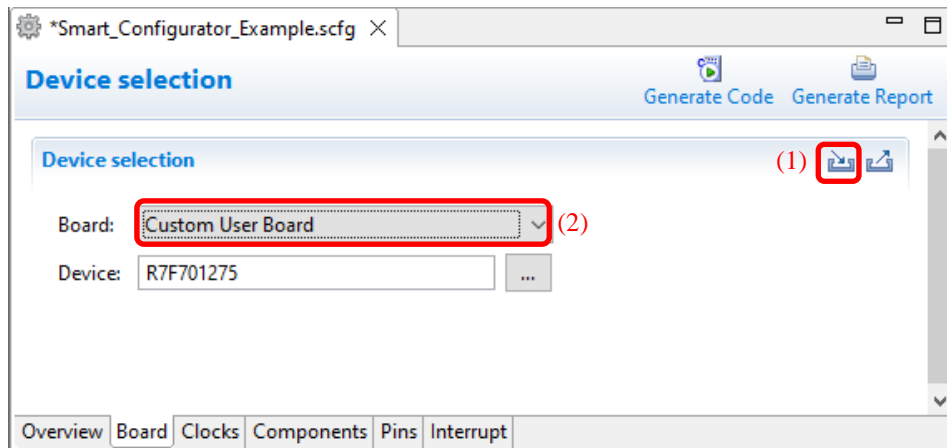 *Smart_Configurator_Example.scfg
Device selection
Generate Code Generate Report
Device selection
(1)
Board: Custom User Board (2)
Device: R7F701275 ...
Overview Board Clocks Components Pins Interrupt